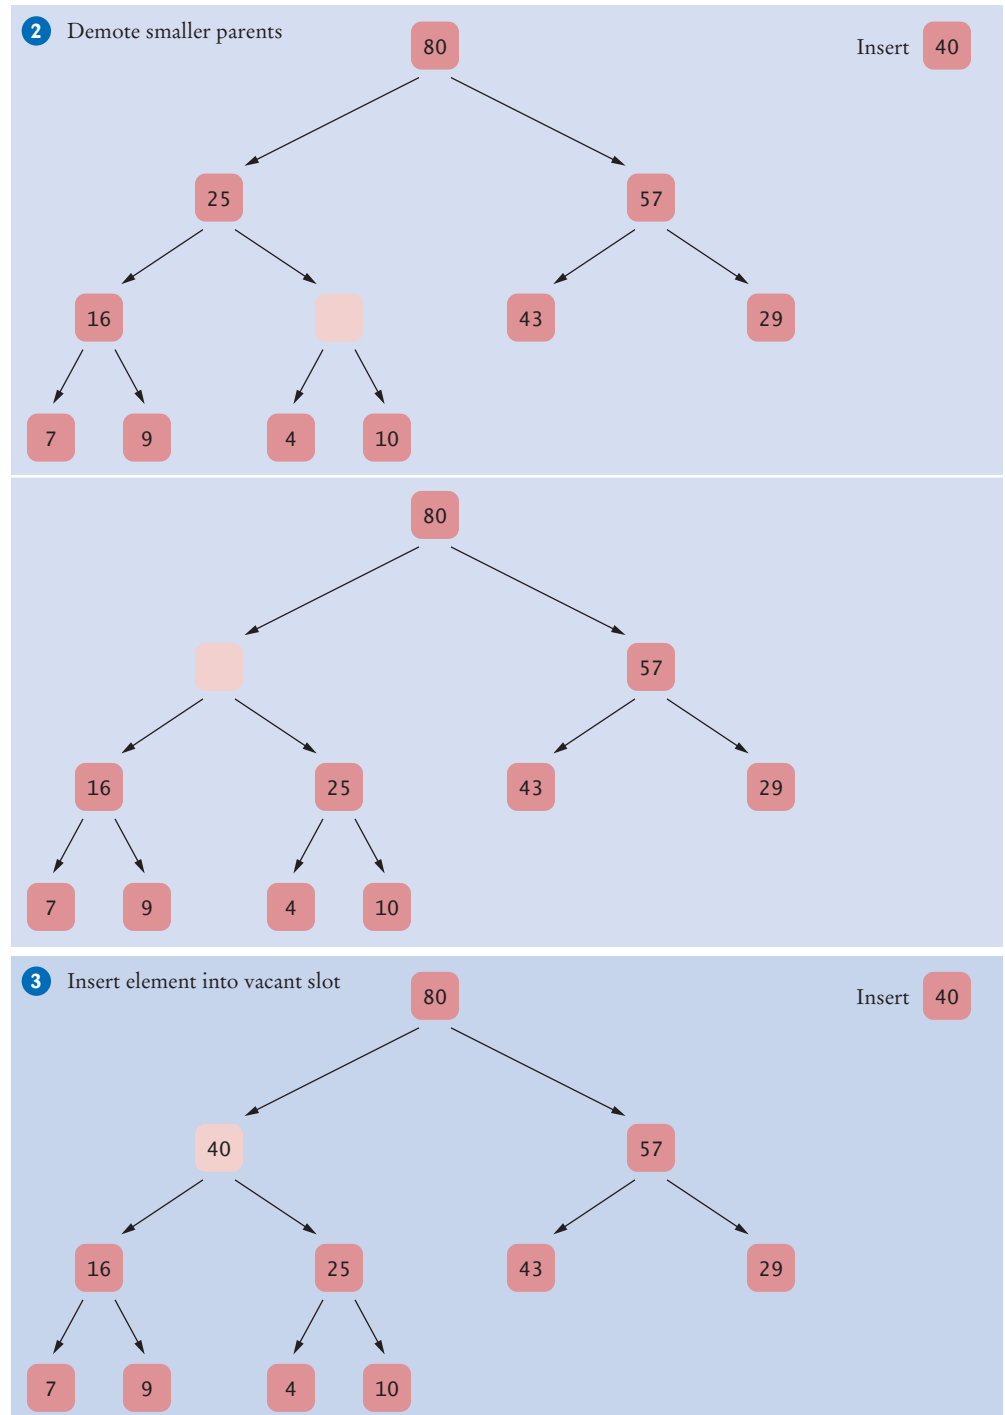 2 Demote smaller parents
80
Insert 40
25 57
16 43 29
7 9 4 10
80
57
16 25 43 29
7 9 4 10
3 Insert element into vacant slot
80
Insert 40
40 57
16 25 43 29
7 9 4 10